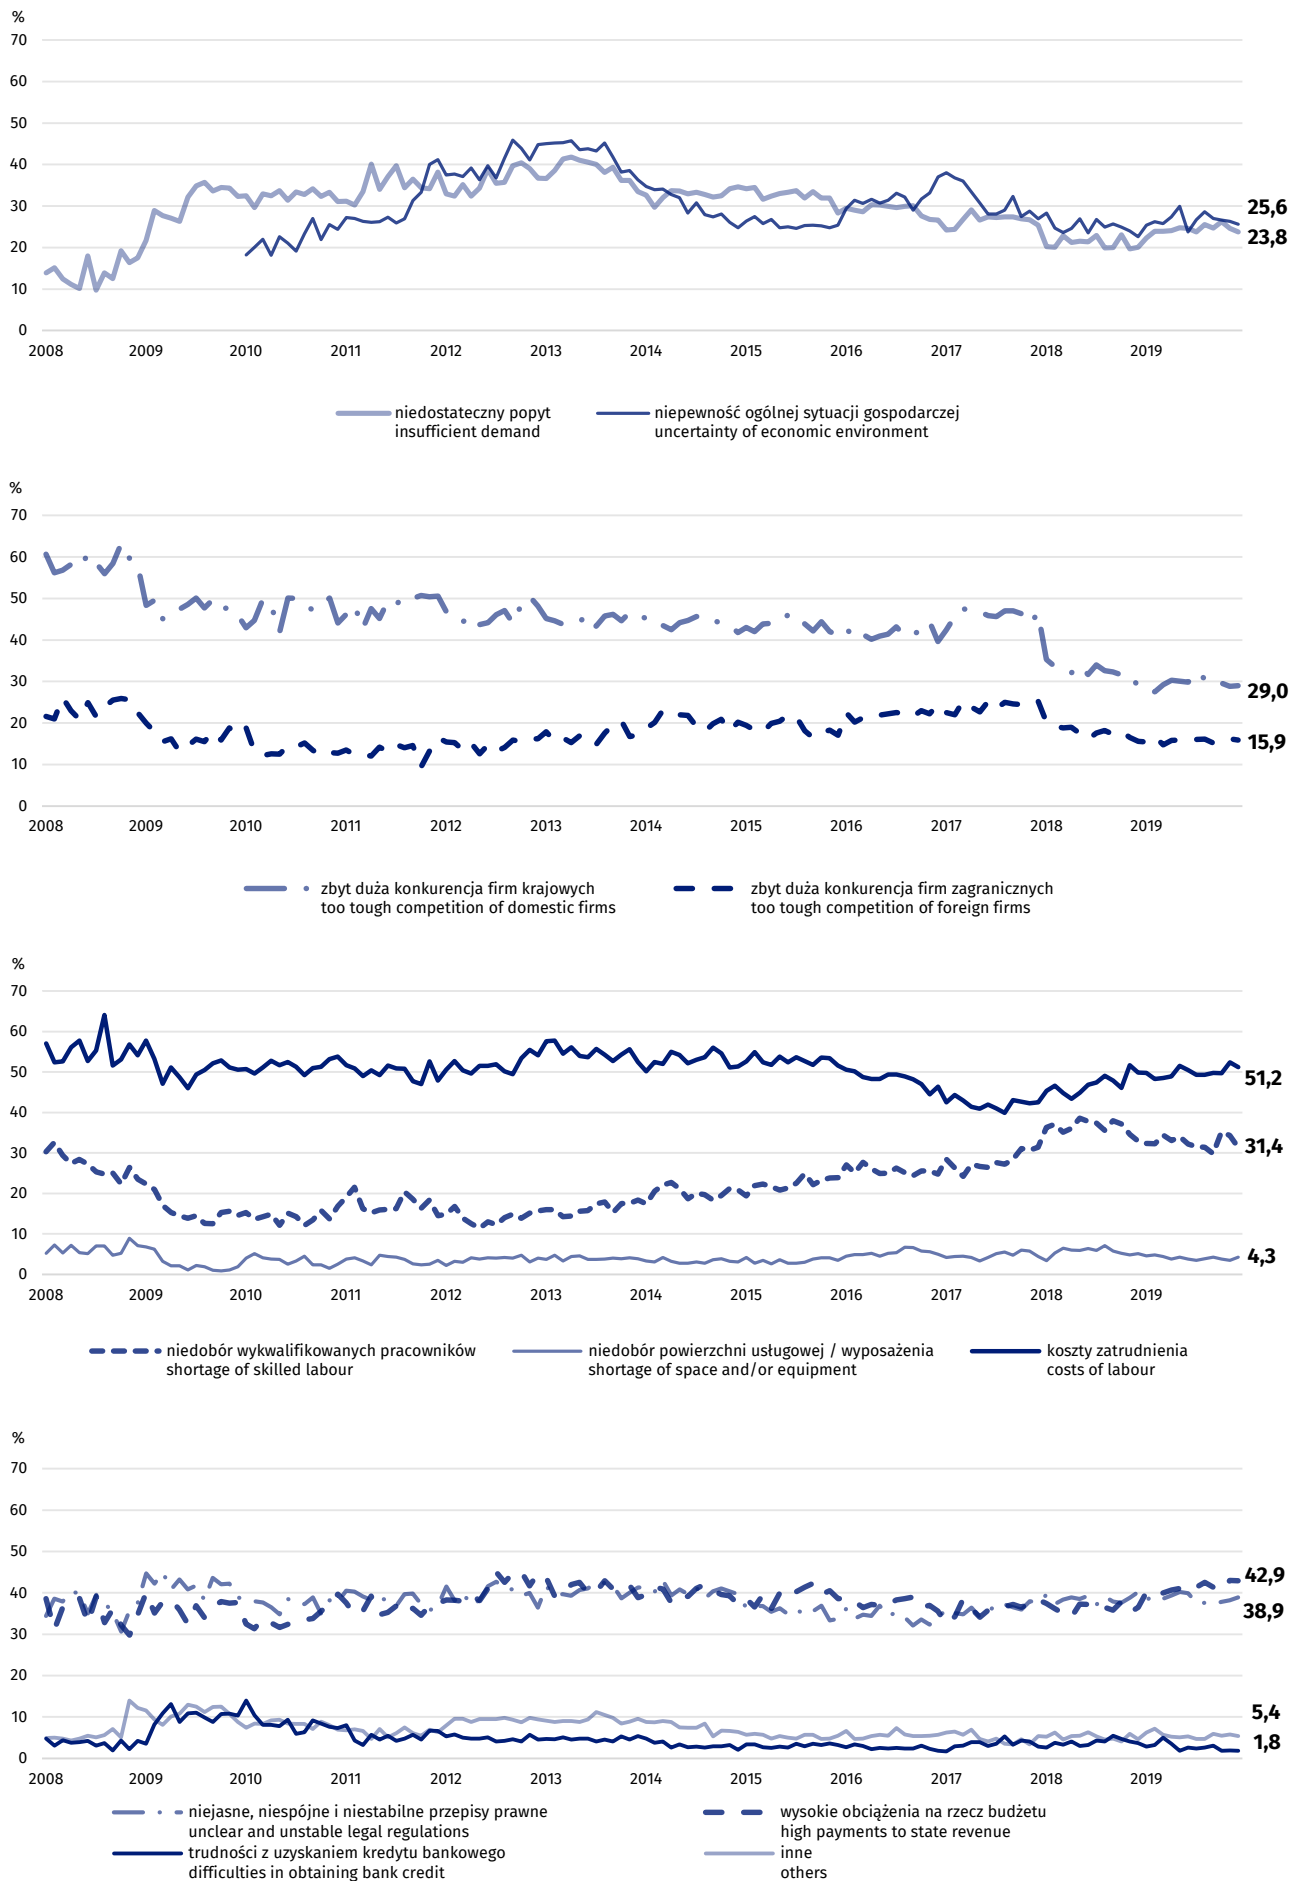 %
70
60
50
40
30
20
10
0
25,6
23,8
2008 2009 2010 2011 2012 2013 2014 2015 2016 2017 2018 2019
niedostateczny popyt
insufficient demand
niepewność ogólnej sytuacji gospodarczej
uncertainty of economic environment
%
70
60
50
40
30
20
10
0
29,0
15,9
2008 2009 2010 2011 2012 2013 2014 2015 2016 2017 2018 2019
zbyt duża konkurencja firm krajowych
too tough competition of domestic firms
zbyt duża konkurencja firm zagranicznych
too tough competition of foreign firms
%
70
60
50
40
30
20
10
0
51,2
31,4
4,3
2008 2009 2010 2011 2012 2013 2014 2015 2016 2017 2018 2019
niedobór wykwalifikowanych pracowników
shortage of skilled labour
niedobór powierzchni usługowej / wyposażenia
shortage of space and/or equipment
koszty zatrudnienia
costs of labour
%
70
60
50
40
30
20
10
0
42,9
38,9
5,4
1,8
2008 2009 2010 2011 2012 2013 2014 2015 2016 2017 2018 2019
niejasne, niespójne i niestabilne przepisy prawne
unclear and unstable legal regulations
wysokie obciążenia na rzecz budżetu
high payments to state revenue
trudności z uzyskaniem kredytu bankowego
difficulties in obtaining bank credit
inne
others